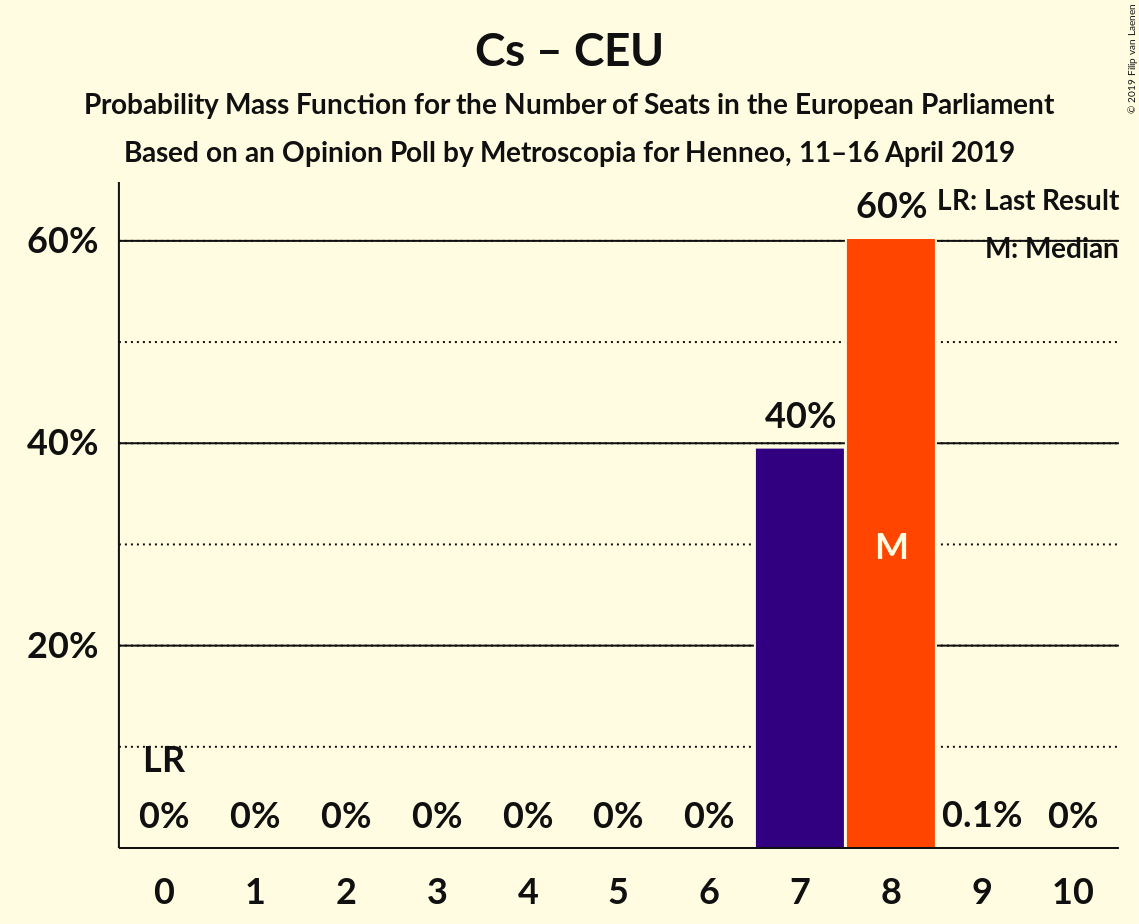 Cs – CEU
Probability Mass Function for the Number of Seats in the European Parliament
Based on an Opinion Poll by Metroscopia for Henneo, 11–16 April 2019
© 2019 Filip van Laenen
LR: Last Result
M: Median
60%
40%
20%
60%
40%
M
LR
0% 0% 0% 0% 0% 0% 0% 0.1% 0%
0 1 2 3 4 5 6 7 8 9 10